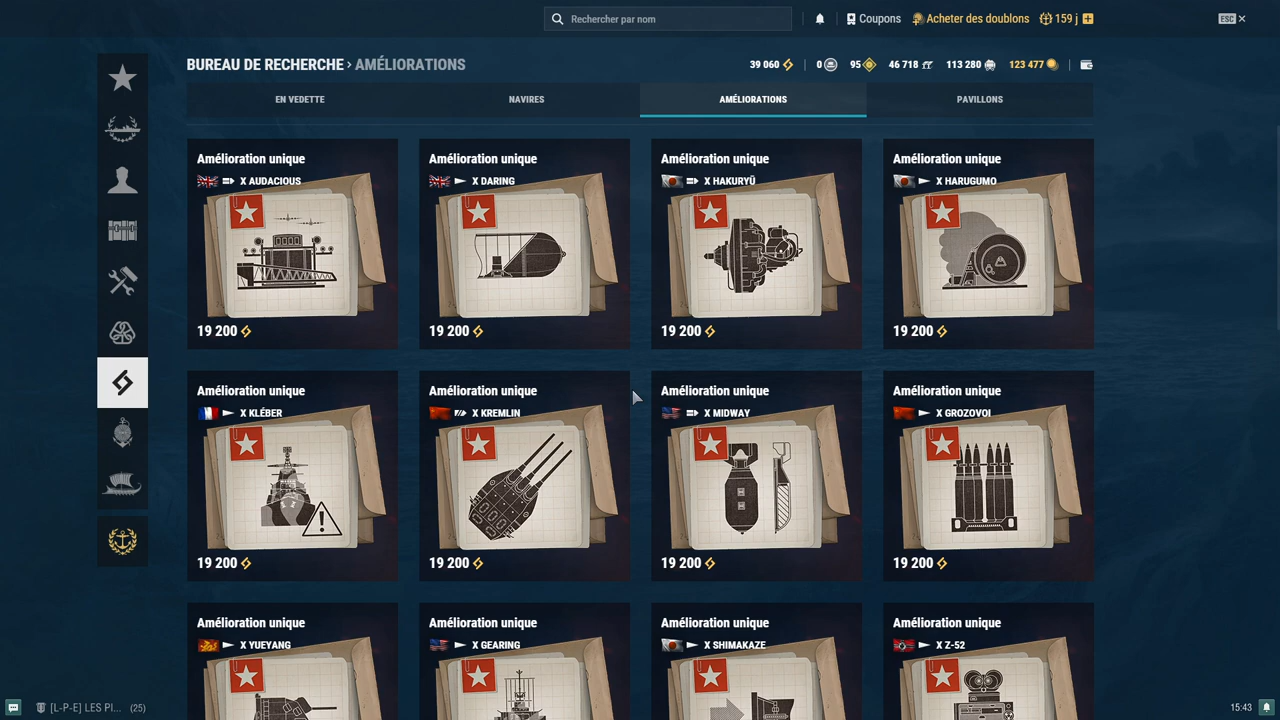 Rechercher par nom
Coupons
Acheter des doublons
159 j
ESC
BUREAU DE RECHERCHE > AMÉLIORATIONS
39 060
0
95
46 718
113 280
123 477
EN VEDETTE
NAVIRES
AMÉLIORATIONS
PAVILLONS
Amélioration unique
X AUDACIOUS
19 200
Amélioration unique
X DARING
19 200
Amélioration unique
X HAKURYŪ
19 200
Amélioration unique
X HARUGUMO
19 200
Amélioration unique
X KLÉBER
19 200
Amélioration unique
X KREMLIN
19 200
Amélioration unique
X MIDWAY
19 200
Amélioration unique
X GROZOVOI
19 200
Amélioration unique
X YUEYANG
Amélioration unique
X GEARING
Amélioration unique
X SHIMAKAZE
Amélioration unique
X Z-52
[L-P-E] LES PI... (25)
15:43